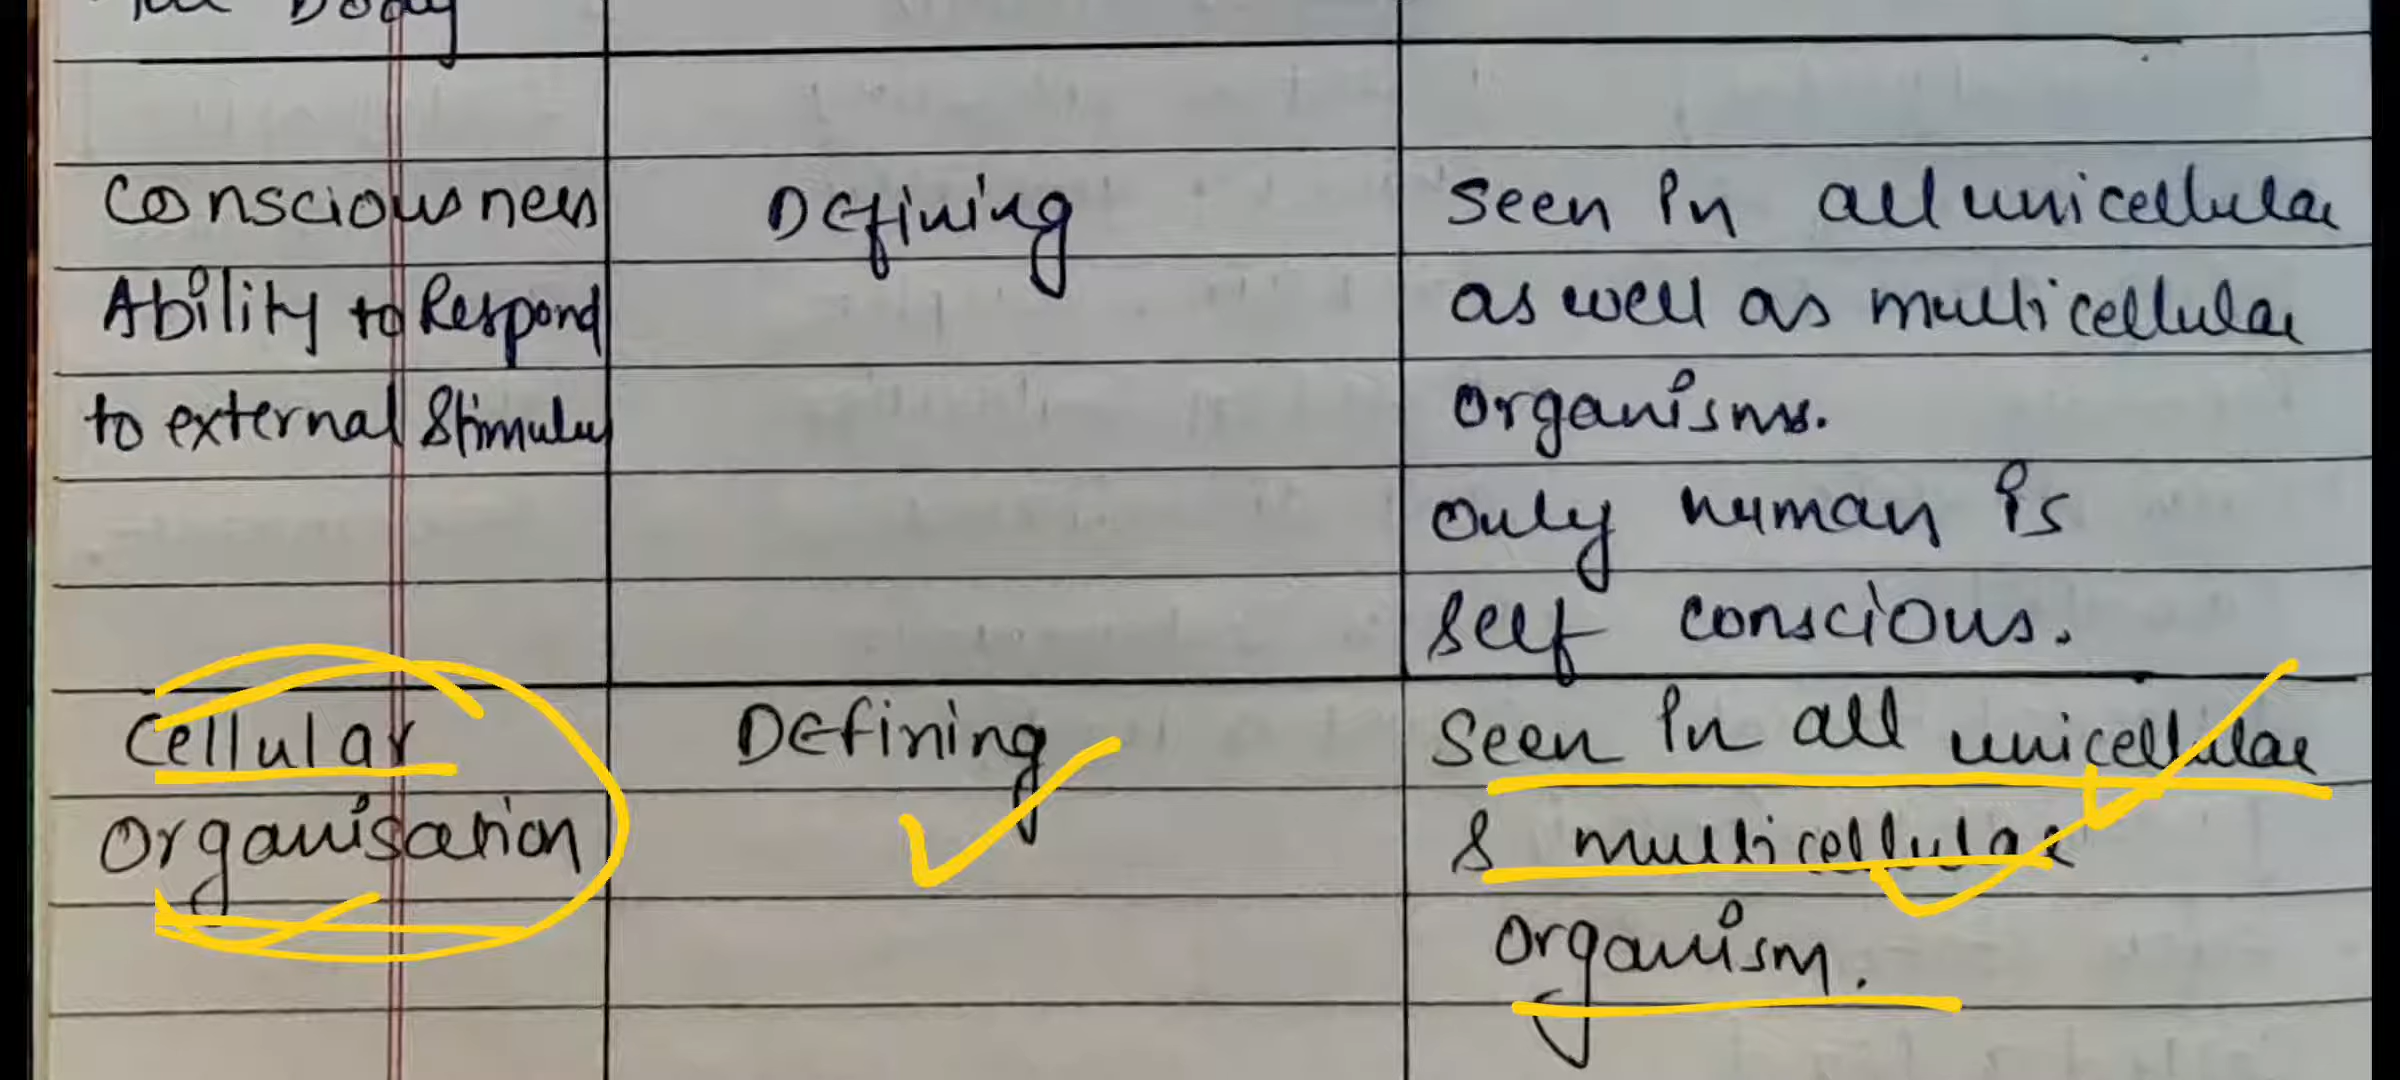 Body
Consciousness Defining Seen in all unicellular
Ability to Respond as well as multicellular
to external Stimulus organisms.
only human is
self conscious.
Cellular Defining Seen in all unicellular
Organisation & multicellular
organism.